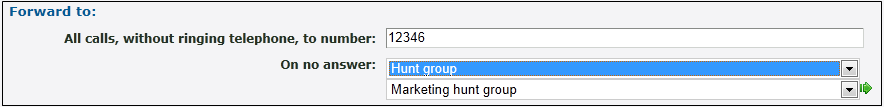 Forward to:
All calls, without ringing telephone, to number: 12346
On no answer: Hunt group
Marketing hunt group